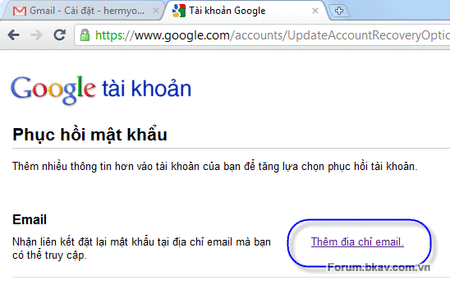 Gmail - Cài đặt - hermyo...
Tài khoản Google
https://www.google.com/accounts/UpdateAccountRecoveryOptio
Google tài khoản
Phục hồi mật khẩu
Thêm nhiều thông tin hơn vào tài khoản của bạn để tăng lựa chọn phục hồi tài khoản.
Email
Nhận liên kết đặt lại mật khẩu tại địa chỉ email mà bạn
có thể truy cập.
Thêm địa chỉ email.
Forum.bkav.com.vn